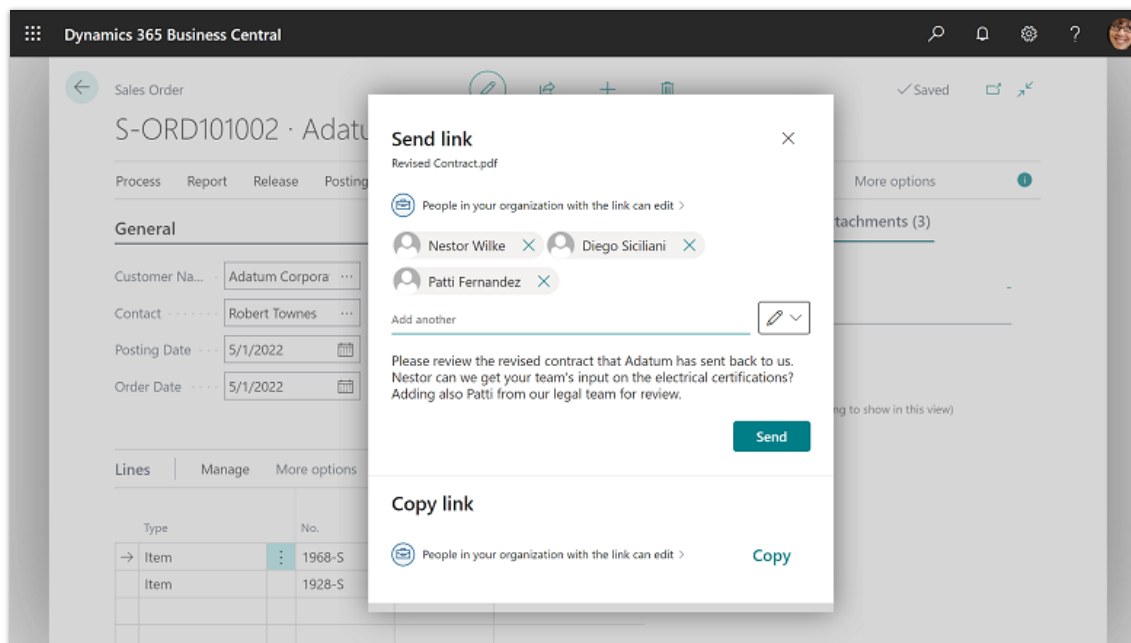 Dynamics 365 Business Central
?
Sales Order
Saved
S-ORD101002 · Adatu
Process Report Release Posting More options
General
tachments (3)
Customer Na... Adatum Corpora ...
Contact Robert Townes ...
Posting Date 5/1/2022
Order Date 5/1/2022
ng to show in this view)
Lines Manage More options
Type No.
Item 1968-S
Item 1928-S
Send link
Revised Contract.pdf
People in your organization with the link can edit >
Nestor Wilke Diego Siciliani
Patti Fernandez
Add another
Please review the revised contract that Adatum has sent back to us.
Nestor can we get your team's input on the electrical certifications?
Adding also Patti from our legal team for review.
Send
Copy link
People in your organization with the link can edit >
Copy